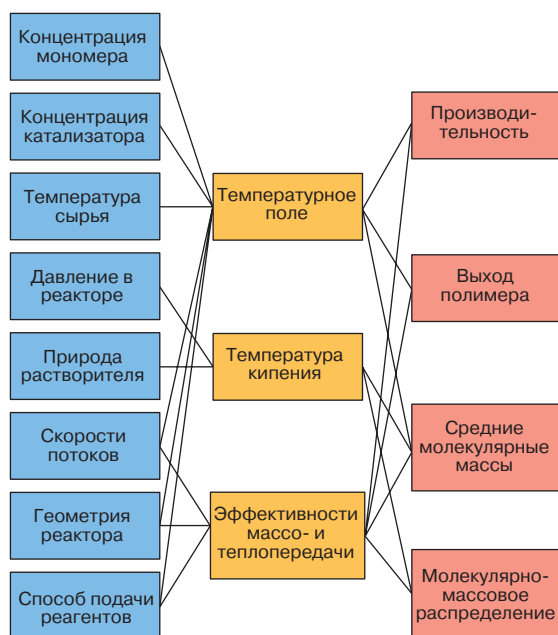 Концентрация
мономера
Концентрация
катализатора
Температура
сырья
Давление в
реакторе
Природа
растворителя
Скорости
потоков
Геометрия
реактора
Способ подачи
реагентов
Температурное
поле
Температура
кипения
Эффективности
массо- и
теплопередачи
Производи-
тельность
Выход
полимера
Средние
молекулярные
массы
Молекулярно-
массовое
распределение